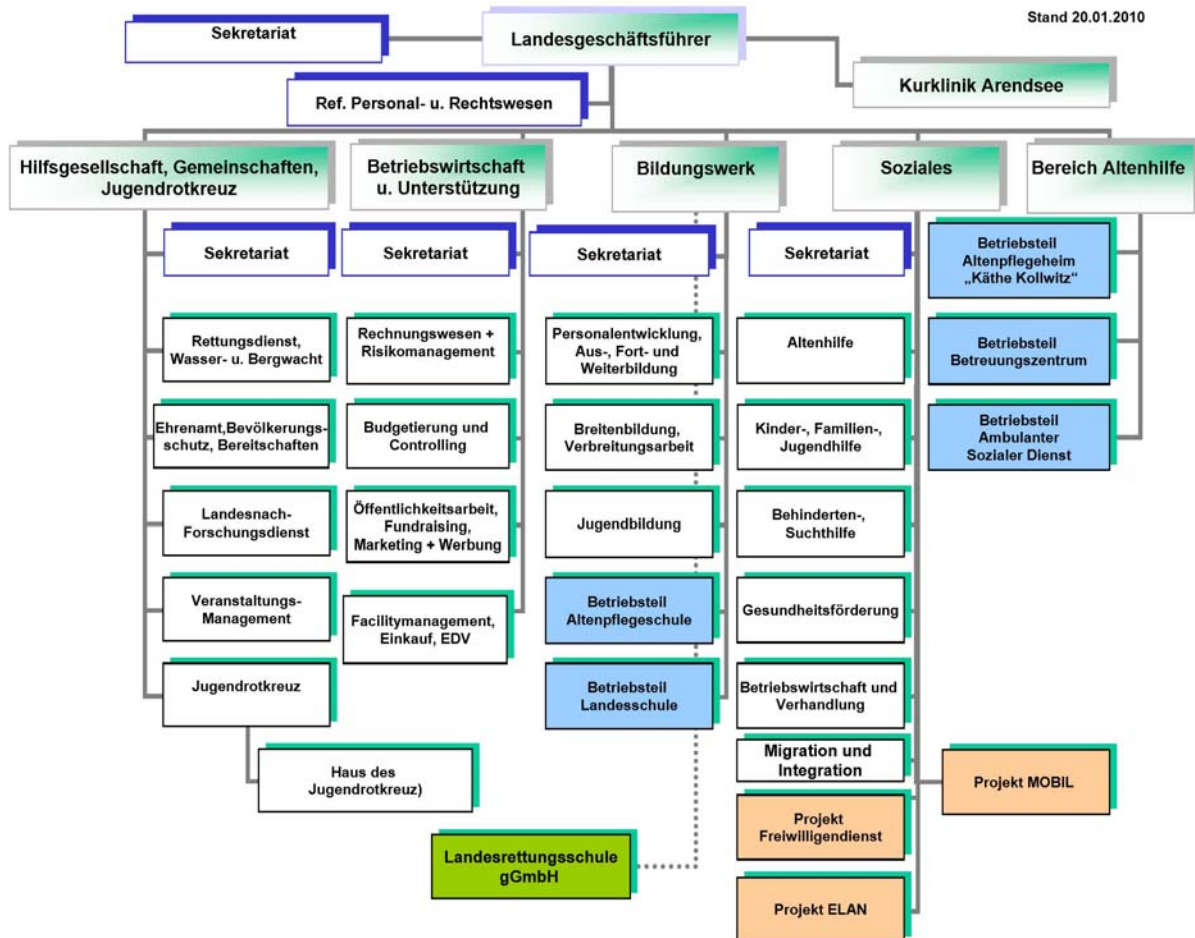 Stand 20.01.2010
Sekretariat
Landesgeschäftsführer
Kurklinik Arendsee
Ref. Personal- u. Rechtswesen
Hilfsgesellschaft, Gemeinschaften,
Jugendrotkreuz
Sekretariat
Rettungsdienst,
Wasser- u. Bergwacht
Ehrenamt,Bevölkerungs-
schutz, Bereitschaften
Landesnach-
Forschungsdienst
Veranstaltungs-
Management
Jugendrotkreuz
Haus des
Jugendrotkreuz)
Betriebswirtschaft
u. Unterstützung
Sekretariat
Rechnungswesen +
Risikomanagement
Budgetierung und
Controlling
Öffentlichkeitsarbeit,
Fundraising,
Marketing + Werbung
Facilitymanagement,
Einkauf, EDV
Bildungswerk
Sekretariat
Personalentwicklung,
Aus-, Fort- und
Weiterbildung
Breitenbildung,
Verbreitungsarbeit
Jugendbildung
Betriebsteil
Altenpflegeschule
Betriebsteil
Landesschule
Landesrettungsschule
gGmbH
Soziales
Sekretariat
Altenhilfe
Kinder-, Familien-,
Jugendhilfe
Behinderten-,
Suchthilfe
Gesundheitsförderung
Betriebswirtschaft und
Verhandlung
Migration und
Integration
Projekt
Freiwilligendienst
Projekt ELAN
Projekt MOBIL
Bereich Altenhilfe
Betriebsteil
Altenpflegeheim
„Käthe Kollwitz“
Betriebsteil
Betreuungszentrum
Betriebsteil
Ambulanter
Sozialer Dienst